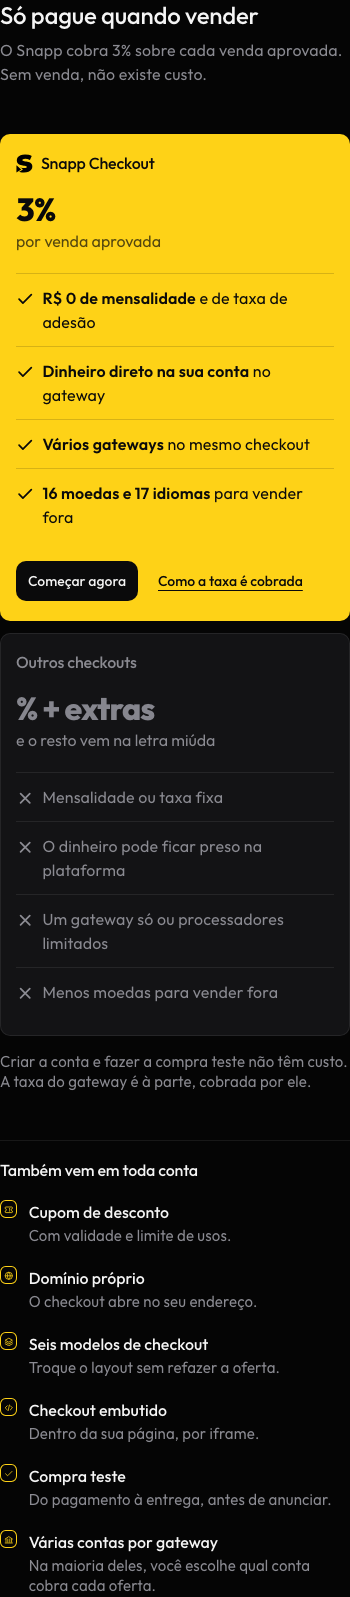 Só pague quando vender
O Snapp cobra 3% sobre cada venda aprovada.
Sem venda, não existe custo.
Snapp Checkout
3%
por venda aprovada
R$ 0 de mensalidade e de taxa de
adesão
Dinheiro direto na sua conta no
gateway
Vários gateways no mesmo checkout
16 moedas e 17 idiomas para vender
fora
Começar agora
Como a taxa é cobrada
Outros checkouts
% + extras
e o resto vem na letra miúda
Mensalidade ou taxa fixa
O dinheiro pode ficar preso na
plataforma
Um gateway só ou processadores
limitados
Menos moedas para vender fora
Criar a conta e fazer a compra teste não têm custo.
A taxa do gateway é à parte, cobrada por ele.
Também vem em toda conta
Cupom de desconto
Com validade e limite de usos.
Domínio próprio
O checkout abre no seu endereço.
Seis modelos de checkout
Troque o layout sem refazer a oferta.
Checkout embutido
Dentro da sua página, por iframe.
Compra teste
Do pagamento à entrega, antes de anunciar.
Várias contas por gateway
Na maioria deles, você escolhe qual conta
cobra cada oferta.